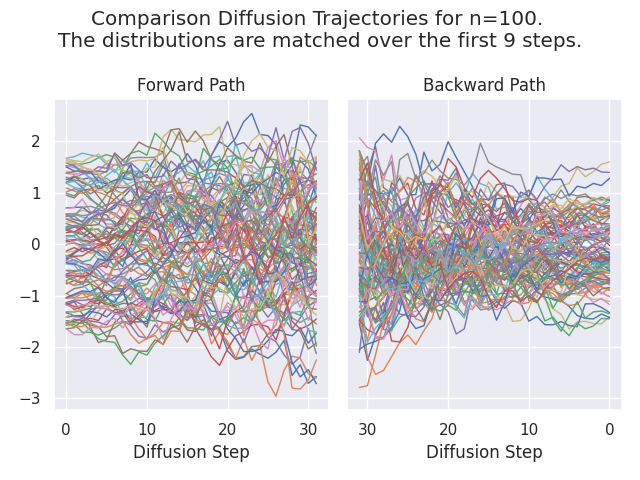 Comparison Diffusion Trajectories for n=100.
The distributions are matched over the first 9 steps.
Forward Path
Backward Path
2
1
0
−1
−2
−3
0
10
20
30
30
20
10
0
Diffusion Step
Diffusion Step